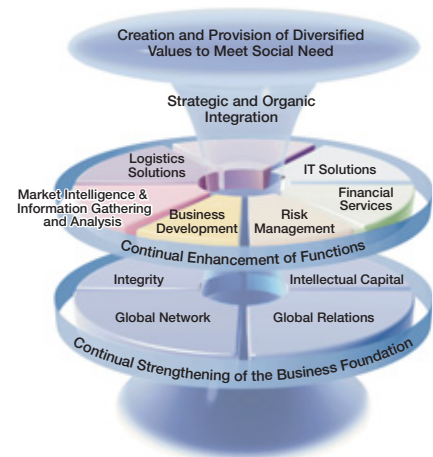 Creation and Provision of Diversified
Values to Meet Social Need
Strategic and Organic
Integration
Logistics
Solutions
IT Solutions
Market Intelligence &
Information Gathering
and Analysis
Financial
Services
Business
Development
Risk
Management
Continual Enhancement of Functions
Integrity
Intellectual Capital
Global Network
Global Relations
Continual Strengthening of the Business Foundation